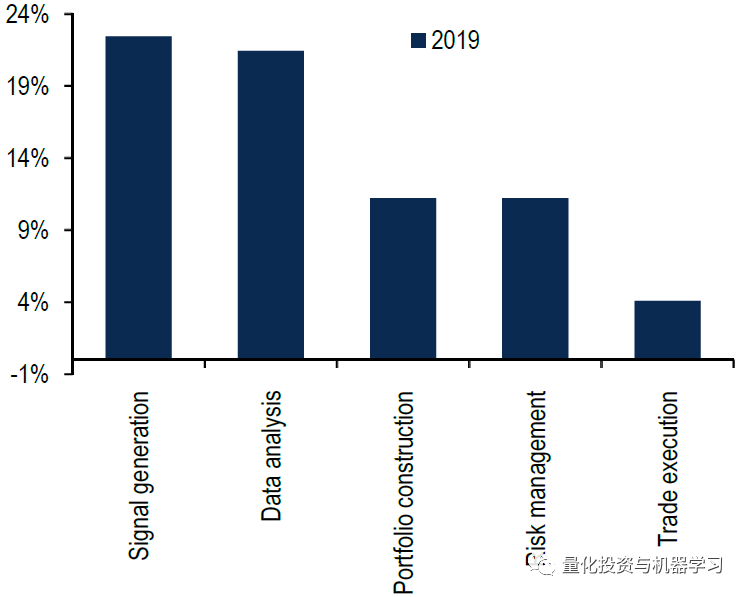 24%
19%
14%
9%
4%
-1%
2019
Signal generation
Data analysis
Portfolio construction
Risk management
Trade execution
量化投资与机器学习